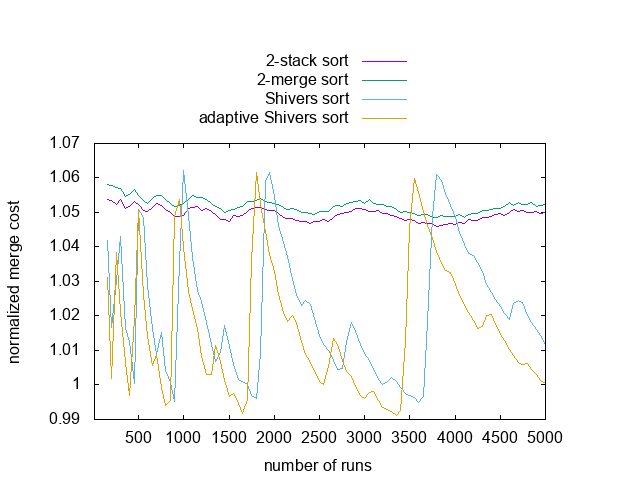 2-stack sort
2-merge sort
Shivers sort
adaptive Shivers sort
1.07
1.06
1.05
1.04
1.03
1.02
1.01
1
0.99
normalized merge cost
500 1000 1500 2000 2500 3000 3500 4000 4500 5000
number of runs